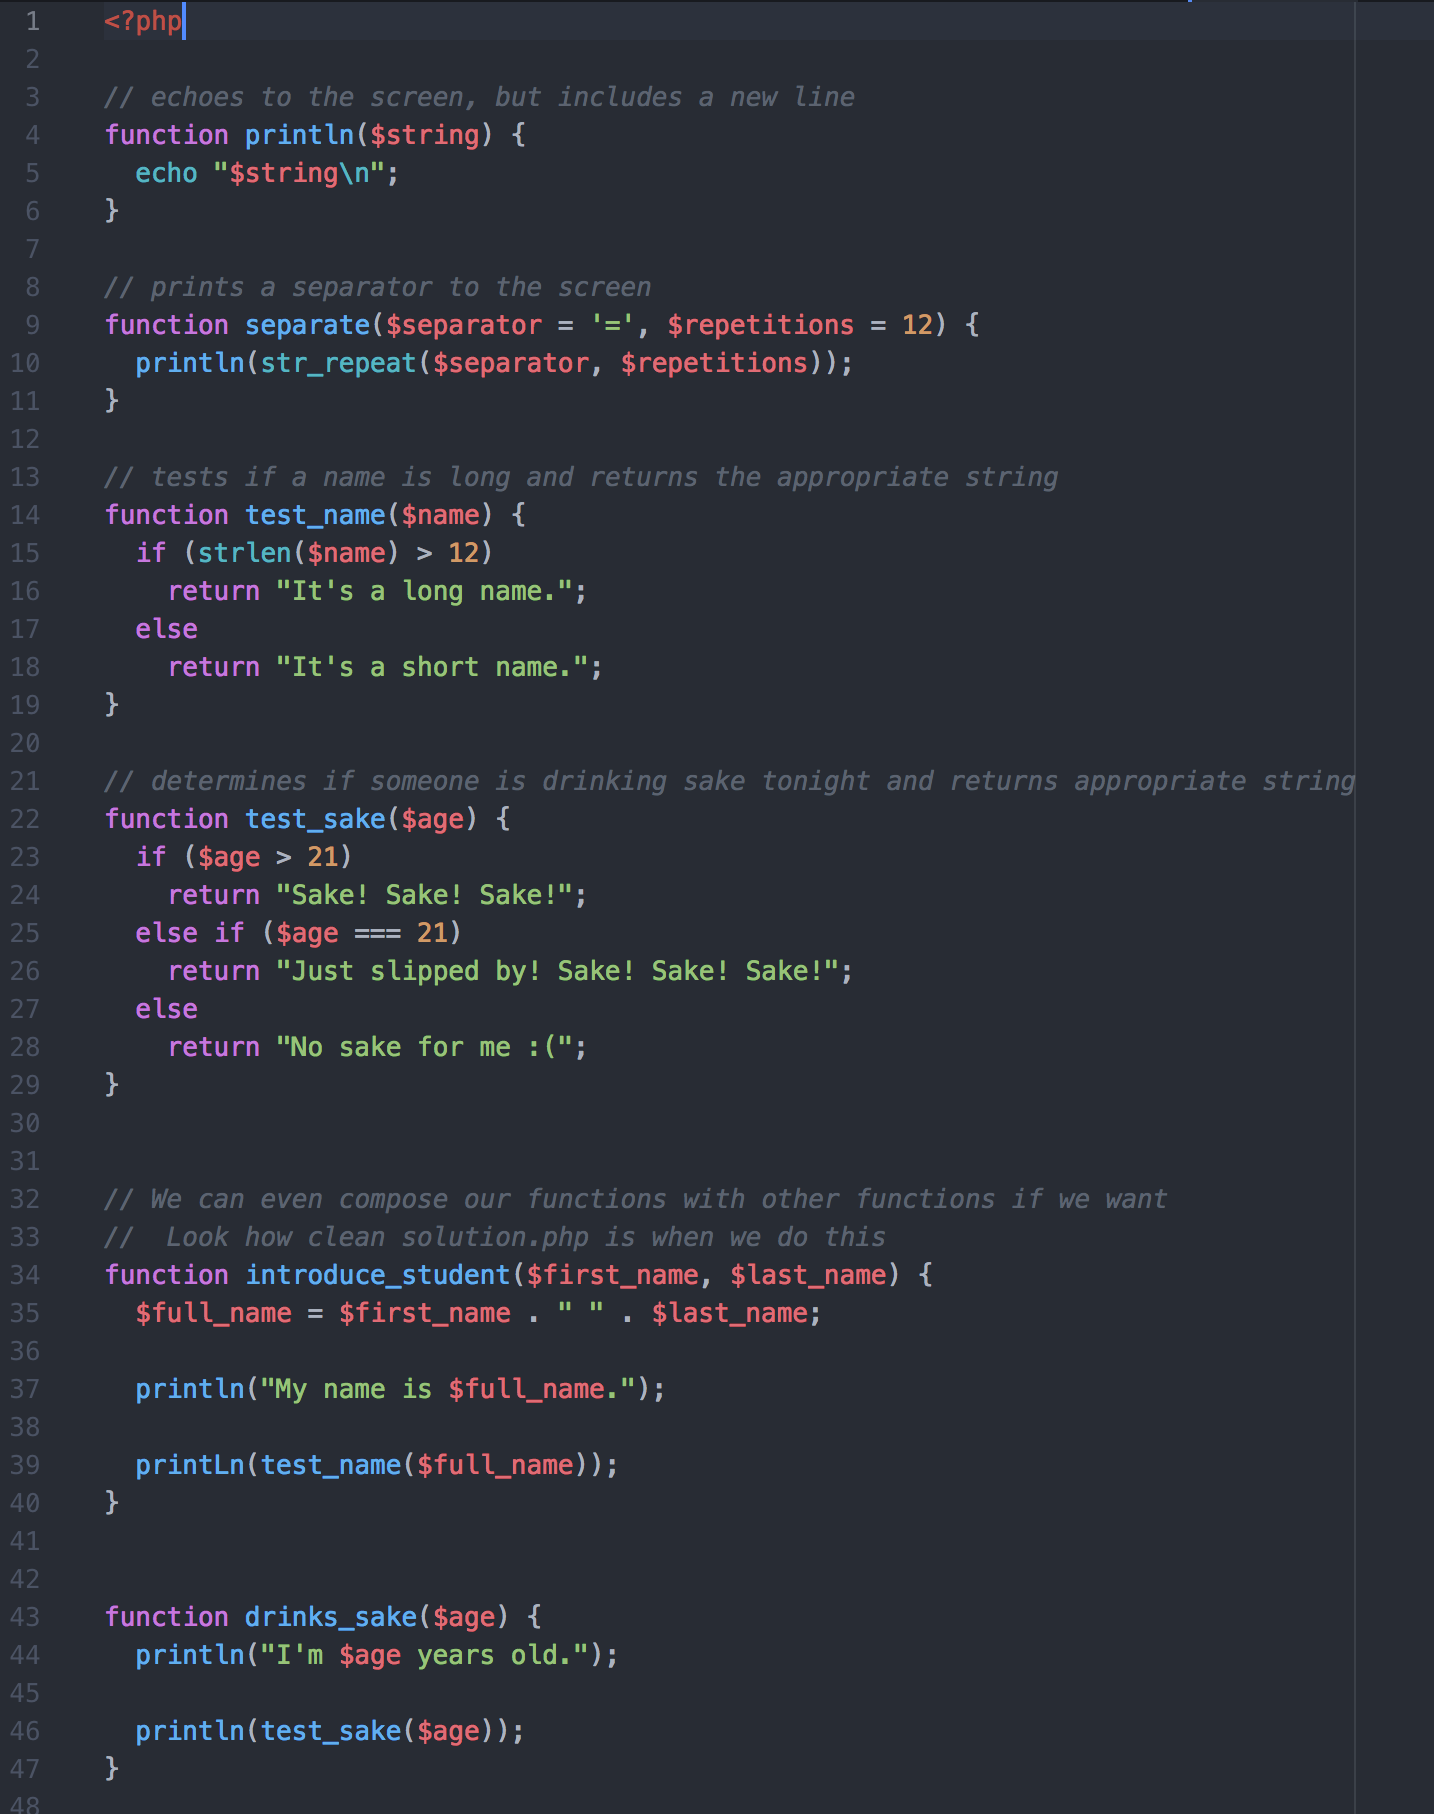 1 <?php
2
3 // echoes to the screen, but includes a new line
4 function println($string) {
5   echo "$string\n";
6 }
7
8 // prints a separator to the screen
9 function separate($separator = '=', $repetitions = 12) {
10   println(str_repeat($separator, $repetitions));
11 }
12
13 // tests if a name is long and returns the appropriate string
14 function test_name($name) {
15   if (strlen($name) > 12)
16     return "It's a long name.";
17   else
18     return "It's a short name.";
19 }
20
21 // determines if someone is drinking sake tonight and returns appropriate string
22 function test_sake($age) {
23   if ($age > 21)
24     return "Sake! Sake! Sake!";
25   else if ($age === 21)
26     return "Just slipped by! Sake! Sake! Sake!";
27   else
28     return "No sake for me :(";
29 }
30
31
32 // We can even compose our functions with other functions if we want
33 //  Look how clean solution.php is when we do this
34 function introduce_student($first_name, $last_name) {
35   $full_name = $first_name . " " . $last_name;
36
37   println("My name is $full_name.");
38
39   printLn(test_name($full_name));
40 }
41
42
43 function drinks_sake($age) {
44   println("I'm $age years old.");
45
46   println(test_sake($age));
47 }
48